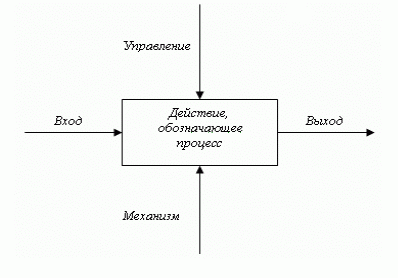 Управление
Вход
Действие,
обозначающее
процесс
Выход
Механизм